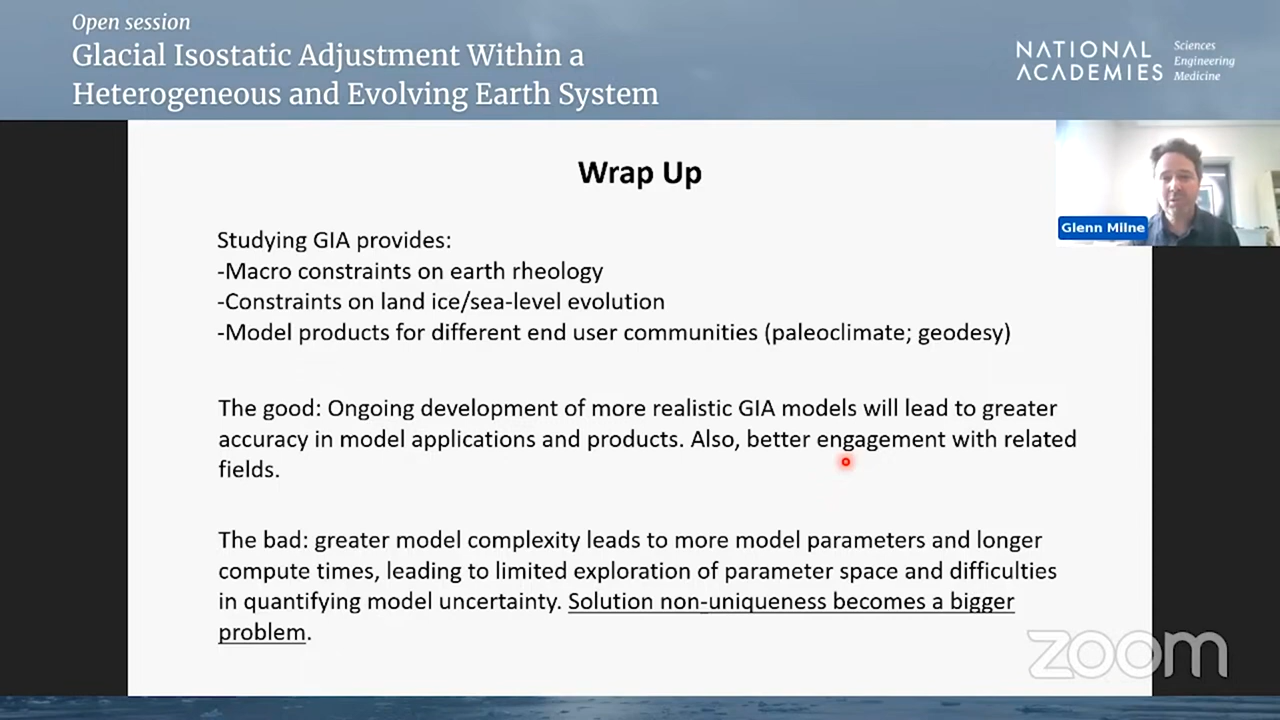 Open session
Glacial Isostatic Adjustment Within a
Heterogeneous and Evolving Earth System
NATIONAL
ACADEMIES
Sciences
Engineering
Medicine
Glenn Milne
Wrap Up
Studying GIA provides:
-Macro constraints on earth rheology
-Constraints on land ice/sea-level evolution
-Model products for different end user communities (paleoclimate; geodesy)
The good: Ongoing development of more realistic GIA models will lead to greater
accuracy in model applications and products. Also, better engagement with related
fields.
The bad: greater model complexity leads to more model parameters and longer
compute times, leading to limited exploration of parameter space and difficulties
in quantifying model uncertainty. Solution non-uniqueness becomes a bigger
problem.
zoom